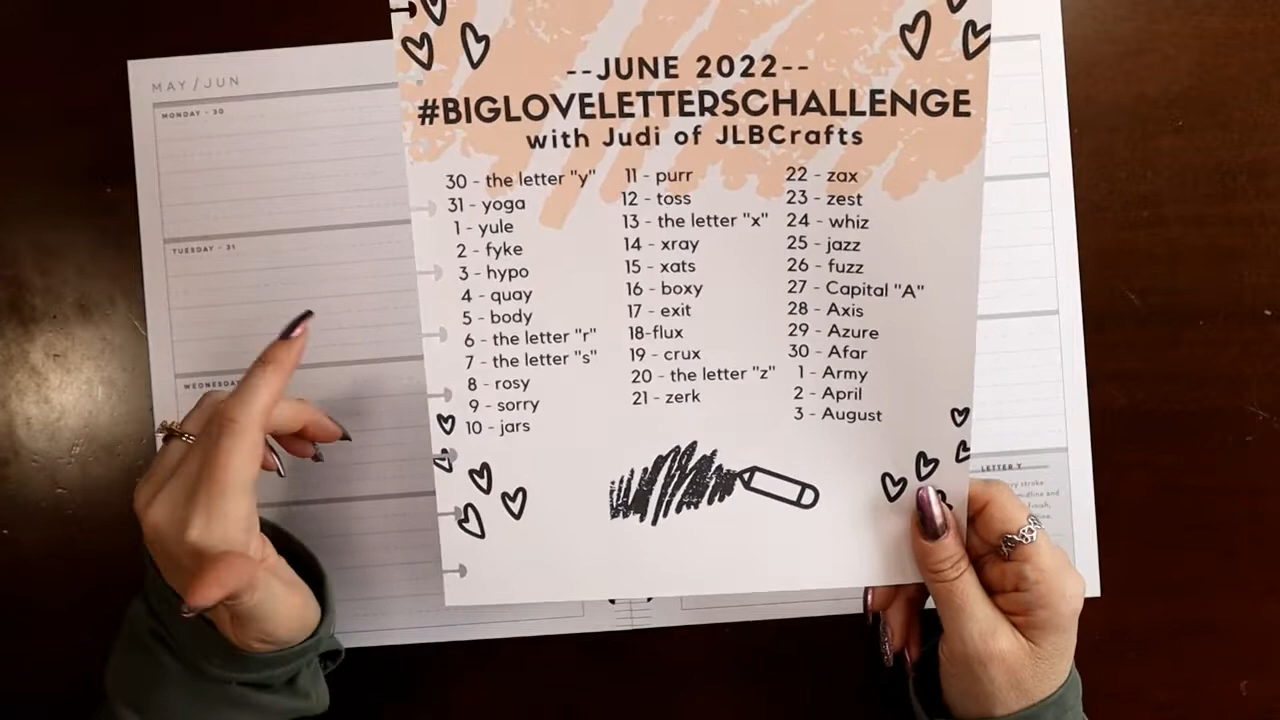 MAY/JUN
MONDAY - 30
TUESDAY - 31
WEDNESDAY
--JUNE 2022--
#BIGLOVELETTERSCHALLENGE
with Judi of JLBCrafts
30 - the letter "y"
31 - yoga
1 - yule
2 - fyke
3 - hypo
4 - quay
5 - body
6 - the letter "r"
7 - the letter "s"
8 - rosy
9 - sorry
10 - jars
11 - purr
12 - toss
13 - the letter "x"
14 - xray
15 - xats
16 - boxy
17 - exit
18-flux
19 - crux
20 - the letter "z"
21 - zerk
22 - zax
23 - zest
24 - whiz
25 - jazz
26 - fuzz
27 - Capital "A"
28 - Axis
29 - Azure
30 - Afar
1 - Army
2 - April
3 - August
LETTER Y
stroke
midline and